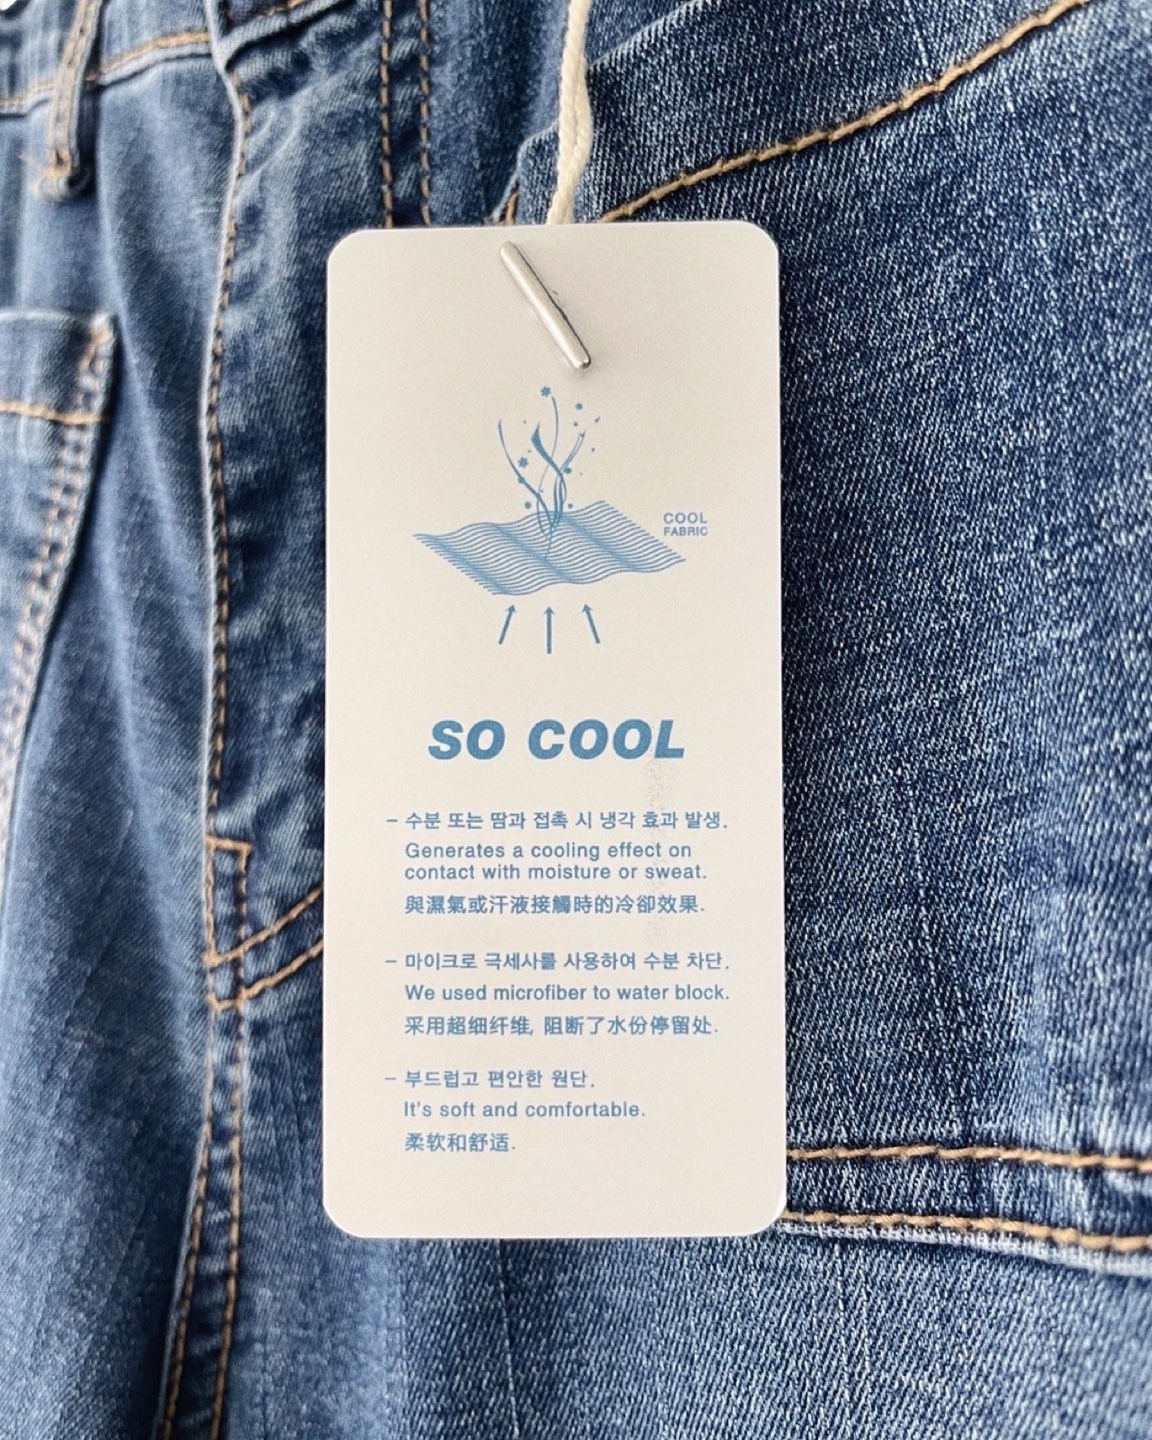 COOL
FABRIC
SO COOL
- 수분 또는 땀과 접촉 시 냉각 효과 발생.
Generates a cooling effect on
contact with moisture or sweat.
與濕氣或汗液接觸時的冷卻效果.
- 마이크로 극세사를 사용하여 수분 차단.
We used microfiber to water block.
采用超细纤维, 阻断了水份停留处.
- 부드럽고 편안한 원단.
It's soft and comfortable.
柔软和舒适.